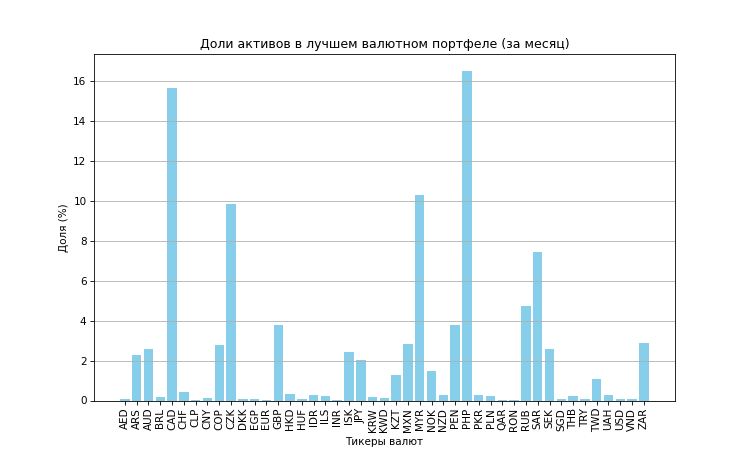 Доли активов в лучшем валютном портфеле (за месяц)
16
14
12
10
8
6
4
2
0
Доля (%)
AED ARS AUD BRL CAD CHF CLP CNY COP CZK DKK EGP EUR GBP HKD HUF IDR ILS INR ISK JPY KRW KWD KZT MXN MYR NOK NZD PEN PHP PKR PLN QAR RON RUB SAR SEK SGD THB TRY TWD UAH USD VND ZAR
Тикеры валют